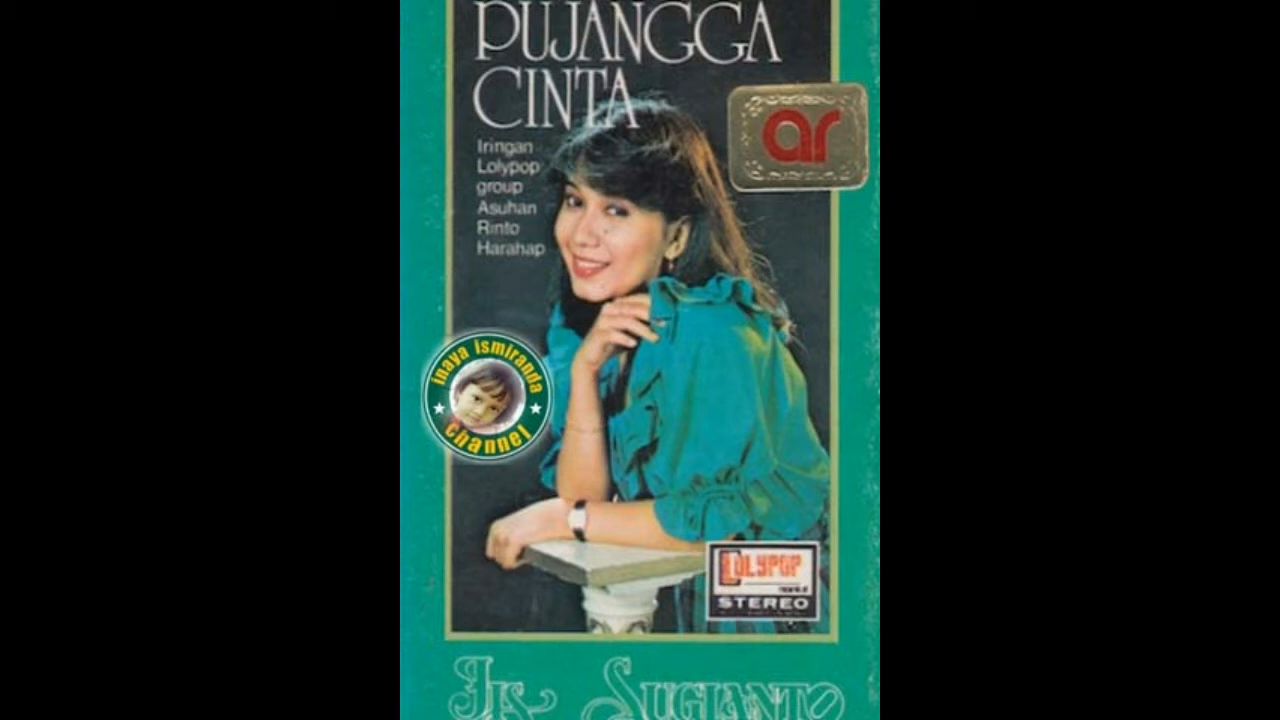 PUJANGGA
CINTA
ar
Iringan
Lolypop
group
Asuhan
Rinto
Harahap
inaya ismiranda
channel
LOLYPOP
STEREO
Iis SUGIANTO